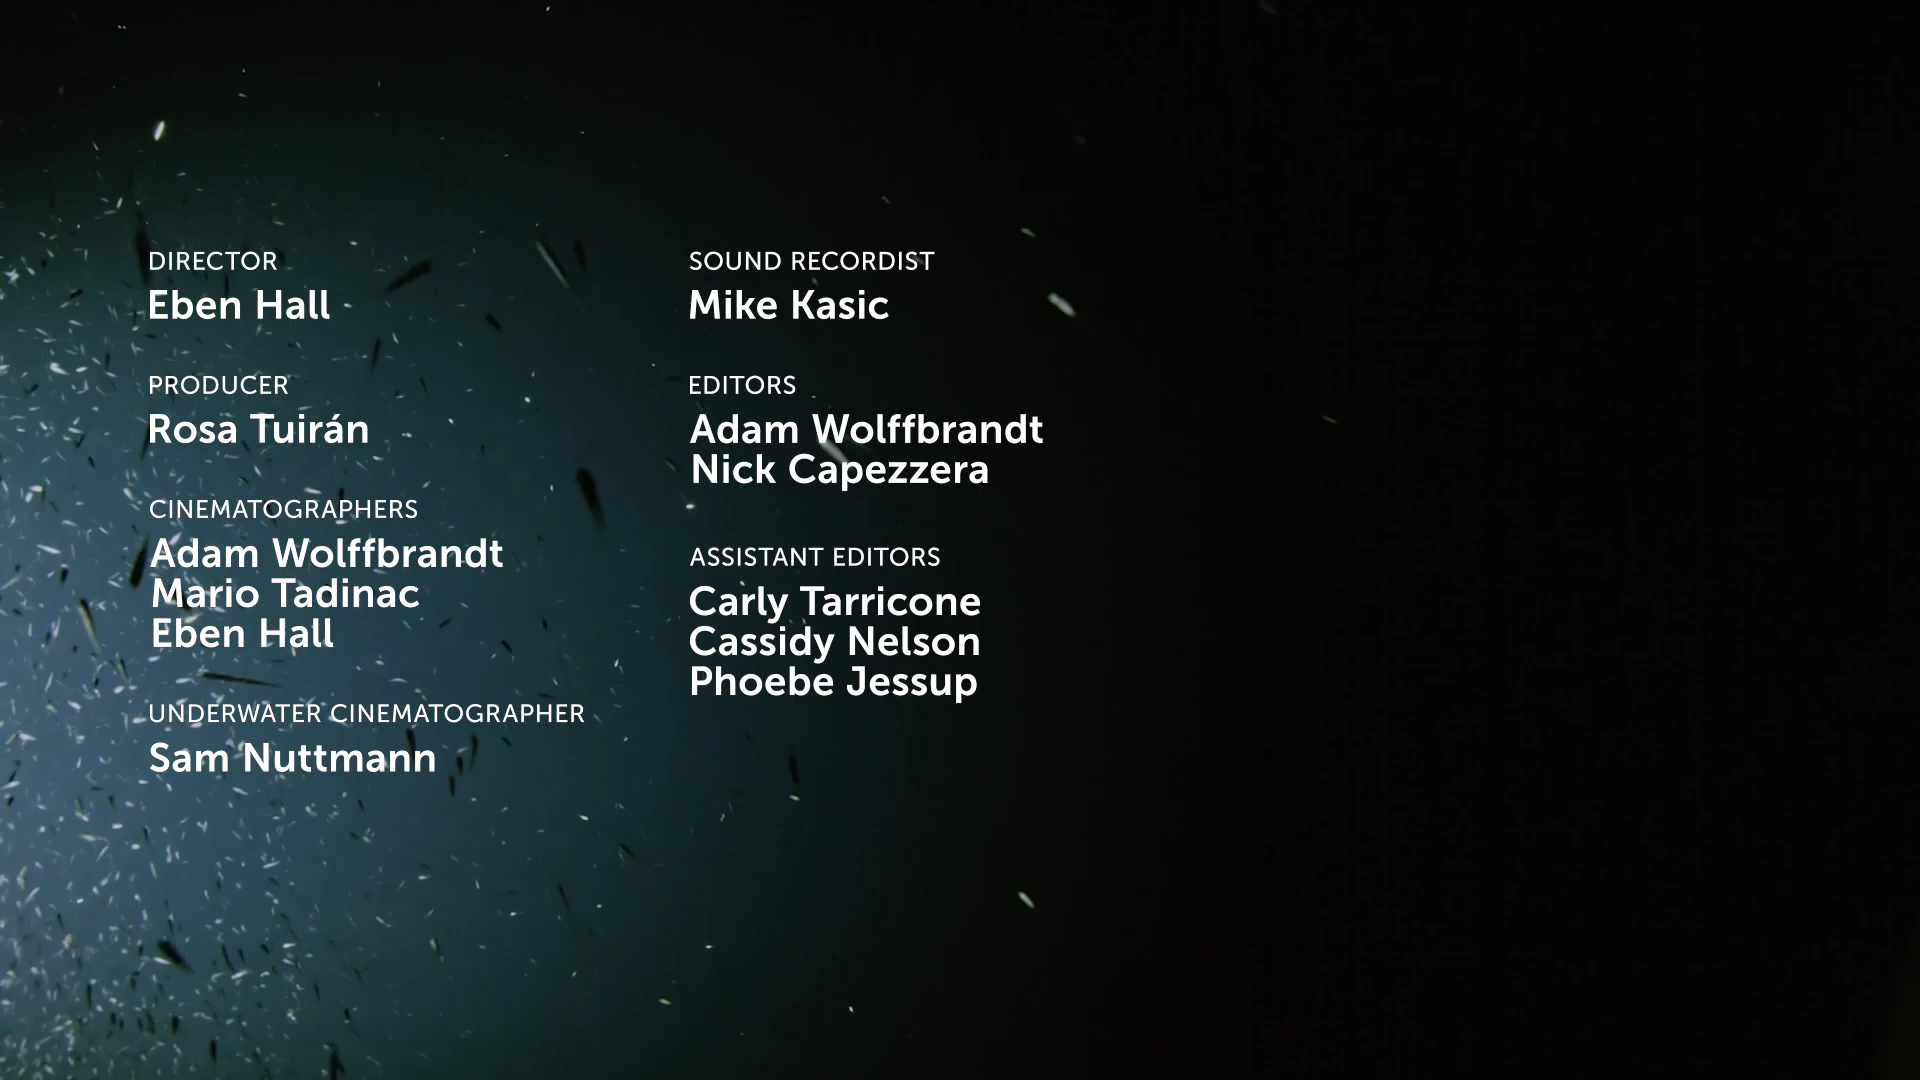 DIRECTOR
Eben Hall
PRODUCER
Rosa Tuirán
CINEMATOGRAPHERS
Adam Wolffbrandt
Mario Tadinac
Eben Hall
UNDERWATER CINEMATOGRAPHER
Sam Nuttmann
SOUND RECORDIST
Mike Kasic
EDITORS
Adam Wolffbrandt
Nick Capezzera
ASSISTANT EDITORS
Carly Tarricone
Cassidy Nelson
Phoebe Jessup